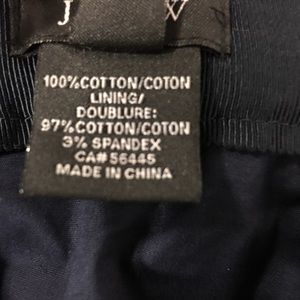 J W
100%COTTON/COTON
LINING/
DOUBLURE:
97%COTTON/COTON
3% SPANDEX
CA#56445
MADE IN CHINA